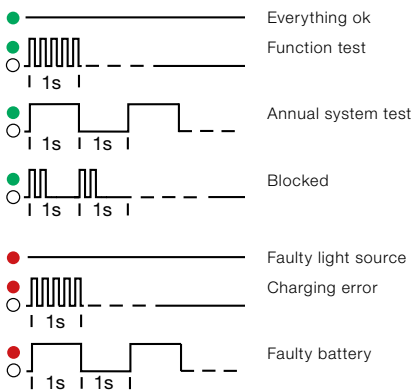 Everything ok
Function test
1s
Annual system test
1s 1s
Blocked
1s 1s
Faulty light source
Charging error
1s
Faulty battery
1s 1s